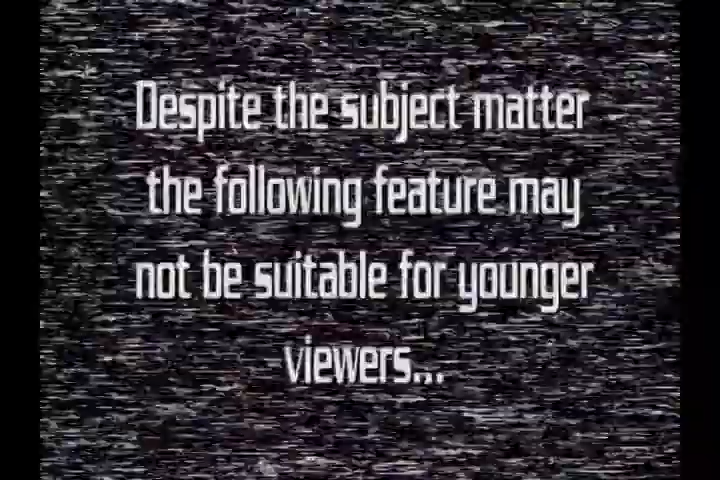 Despite the subject matter
the following feature may
not be suitable for younger
viewers...